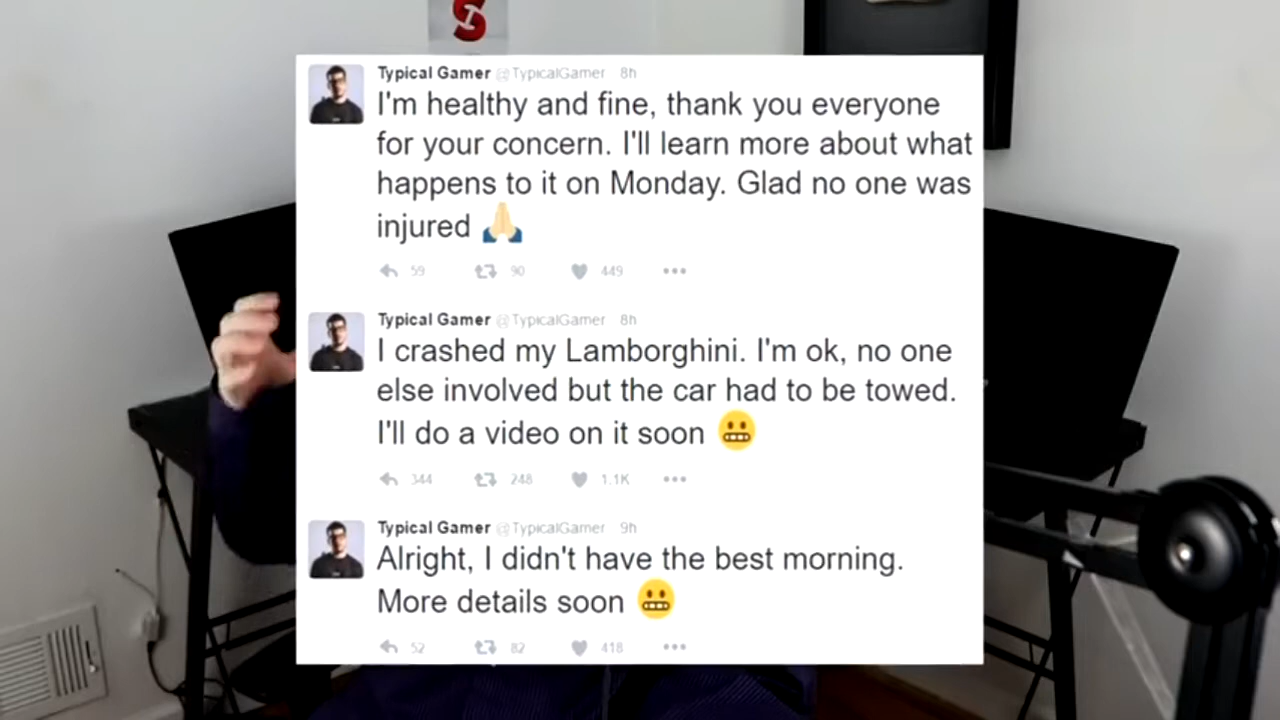 Typical Gamer @TypicalGamer 8h
I'm healthy and fine, thank you everyone
for your concern. I'll learn more about what
happens to it on Monday. Glad no one was
injured 🙏
59 90 449
Typical Gamer @TypicalGamer 8h
I crashed my Lamborghini. I'm ok, no one
else involved but the car had to be towed.
I'll do a video on it soon 😬
344 248 1.1K
Typical Gamer @TypicalGamer 9h
Alright, I didn't have the best morning.
More details soon 😬
52 82 418